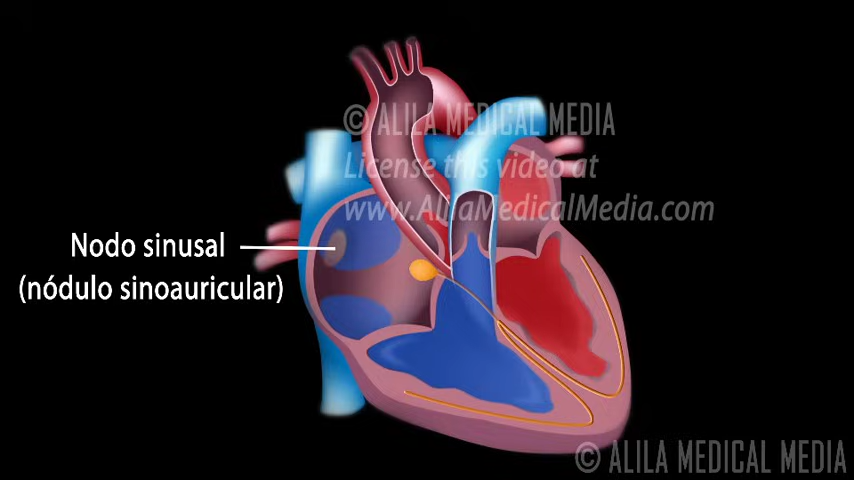 © ALILA MEDICAL MEDIA
License this video at
www.AlilaMedicalMedia.com
Nodo sinusal
(nódulo sinoauricular)
© ALILA MEDICAL MEDIA